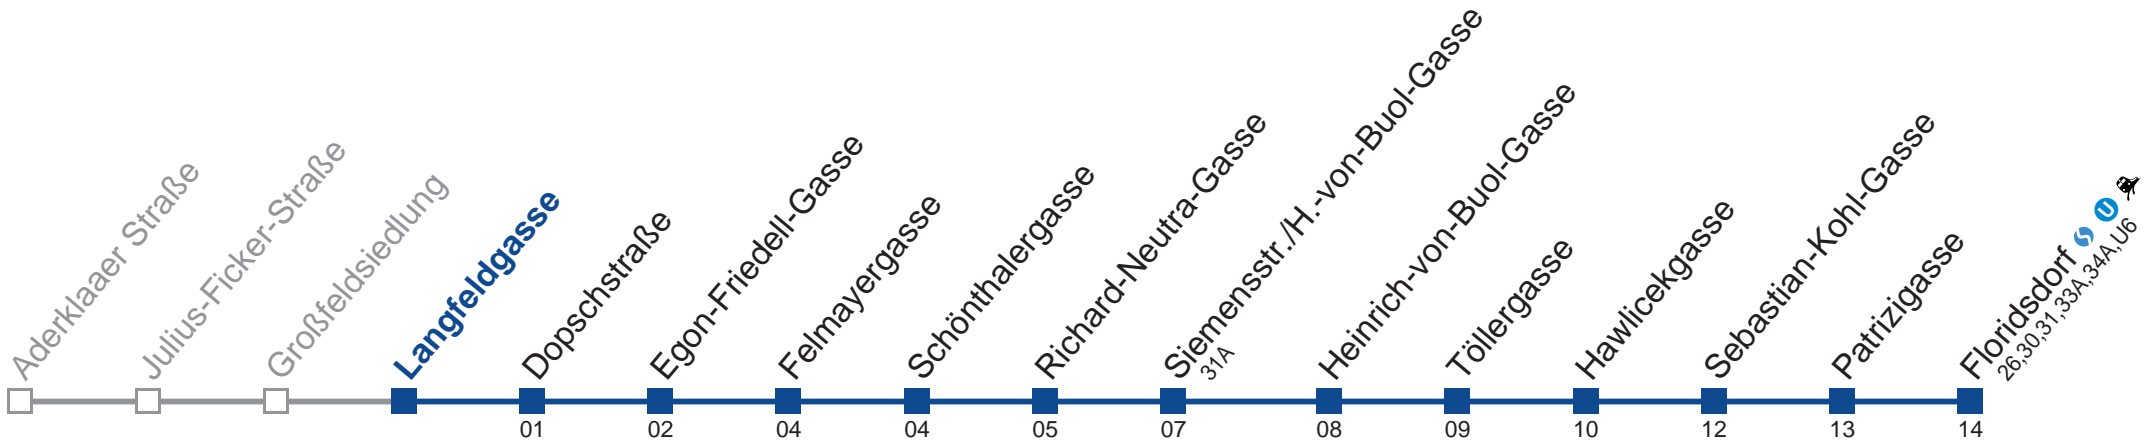 Aderklaaer Straße
Julius-Ficker-Straße
Großfeldsiedlung
Langfeldgasse
Dopschstraße
Egon-Friedell-Gasse
Felmayergasse
Schönthalergasse
Richard-Neutra-Gasse
Siemensstr./H.-von-Buol-Gasse
31A
Heinrich-von-Buol-Gasse
Töllergasse
Hawlicekgasse
Sebastian-Kohl-Gasse
Patrizigasse
Floridsdorf S U
26,30,31,33A,34A,U6
01 02 04 04 05 07 08 09 10 12 13 14